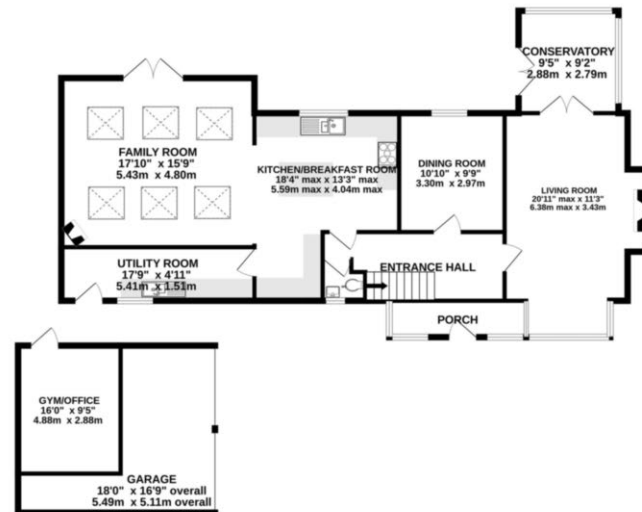 CONSERVATORY
9'5" x 9'2"
2.88m x 2.79m
FAMILY ROOM
17'10" x 15'9"
5.43m x 4.80m
KITCHEN/BREAKFAST ROOM
18'4" max x 13'3" max
5.59m max x 4.04m max
DINING ROOM
10'10" x 9'9"
3.30m x 2.97m
LIVING ROOM
20'11" max x 11'3"
6.38m max x 3.43m
UTILITY ROOM
17'9" x 4'11"
5.41m x 1.51m
ENTRANCE HALL
PORCH
GYM/OFFICE
16'0" x 9'5"
4.88m x 2.88m
GARAGE
18'0" x 16'9" overall
5.49m x 5.11m overall